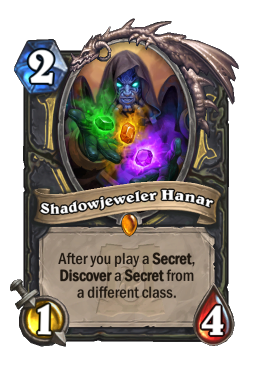 2
Shadowjeweler Hanar
After you play a Secret,
Discover a Secret from
a different class.
1
4